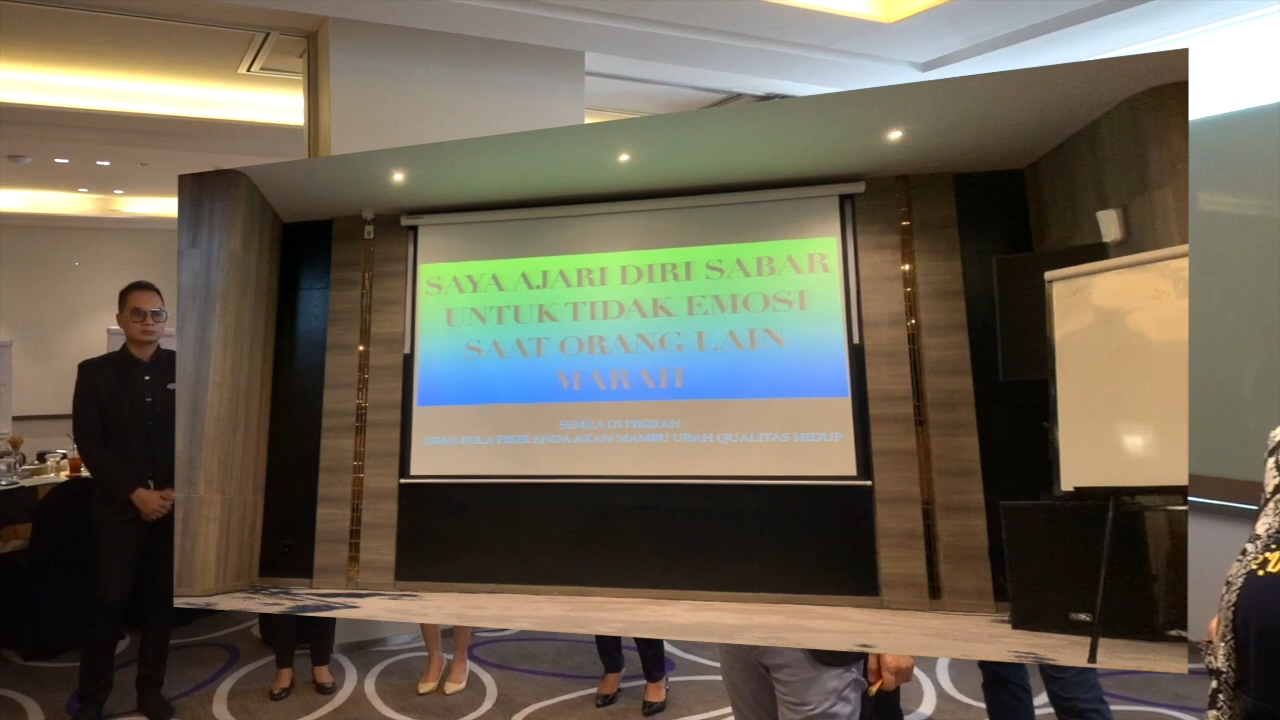 SAYA AJARI DIRI SABAR
UNTUK TIDAK EMOSI
SAAT ORANG LAIN
MARAH
SEMUA DI PIKIRAN
UBAH POLA PIKIR ANDA AKAN MAMBU UBAH QUALITAS HIDUP